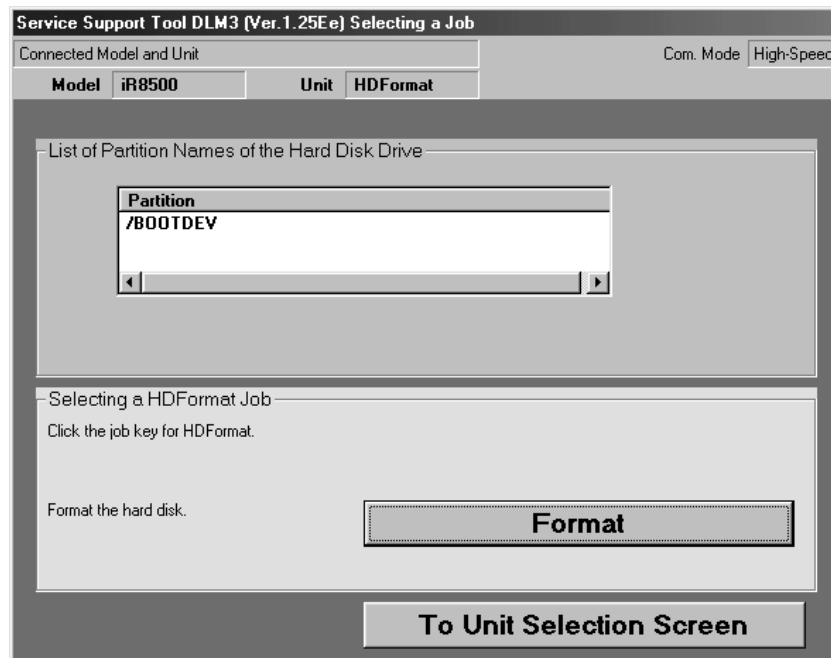 Service Support Tool DLM3 (Ver.1.25Ee) Selecting a Job
Connected Model and Unit
Com. Mode High-Speed
Model iR8500 Unit HDFormat
List of Partition Names of the Hard Disk Drive
Partition
/BOOTDEV
Selecting a HDFormat Job
Click the job key for HDFormat.
Format the hard disk.
Format
To Unit Selection Screen